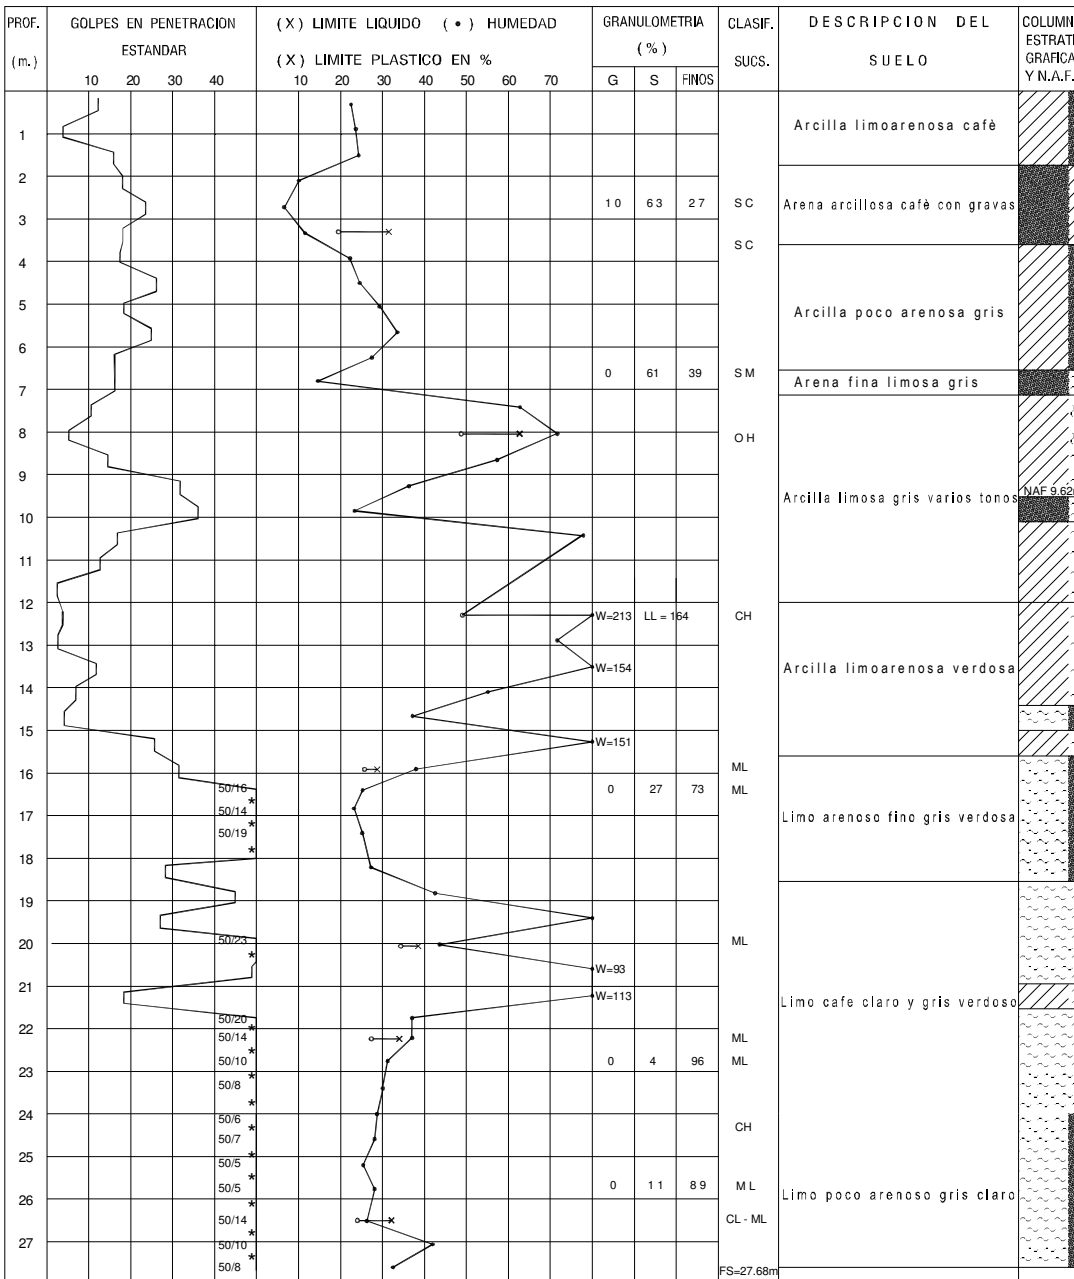 PROF. GOLPES EN PENETRACION (X) LIMITE LIQUIDO (•) HUMEDAD GRANULOMETRIA CLASIF. DESCRIPCION DEL COLUMN
ESTANDAR (%) ESTRATI
(m.) (X) LIMITE PLASTICO EN % SUCS. SUELO GRAFICA
10 20 30 40 10 20 30 40 50 60 70 G S FINOS Y N.A.F.
Arcilla limoarenosa cafè
1
2
10 63 27 SC Arena arcillosa cafè con gravas
3
SC
4
5
Arcilla poco arenosa gris
6
0 61 39 SM
Arena fina limosa gris
7
8
OH
9
Arcilla limosa gris varios tonos NAF 9.62
10
11
12
W=213 LL = 164 CH
13
W=154 Arcilla limoarenosa verdosa
14
15
W=151
16 ML
50/16 0 27 73 ML
50/14
17 Limo arenoso fino gris verdosa
50/19
18
19
50/23 ML
20
W=93
21
W=113 Limo cafe claro y gris verdoso
50/20
22
50/14 ML
50/10 0 4 96 ML
23
50/8
24
50/6
CH
50/7
25
50/5
50/5 0 11 89 ML Limo poco arenoso gris claro
26
50/14 CL - ML
27
50/10
50/8 FS=27.68m